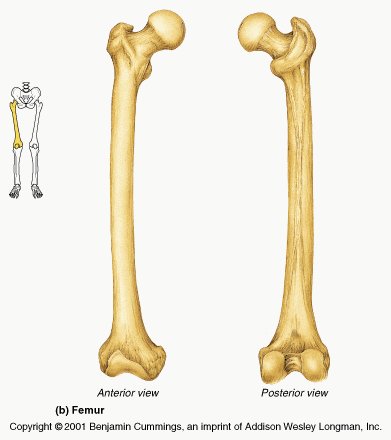 Anterior view
Posterior view
(b) Femur
Copyright © 2001 Benjamin Cummings, an imprint of Addison Wesley Longman, Inc.